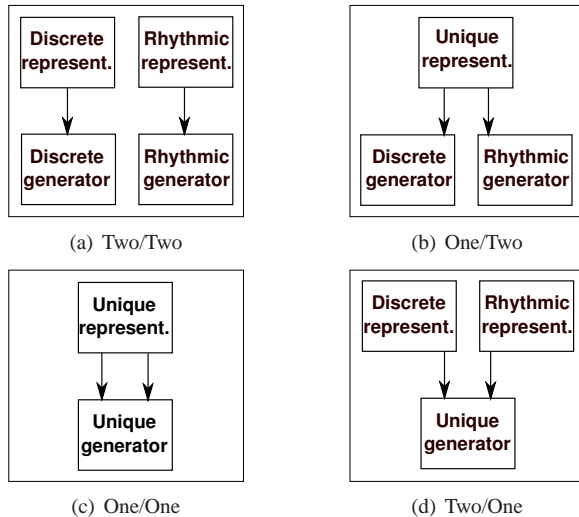 Discrete
represent.
Rhythmic
represent.
Discrete
generator
Rhythmic
generator
(a) Two/Two
Unique
represent.
Discrete
generator
Rhythmic
generator
(b) One/Two
Unique
represent.
Unique
generator
(c) One/One
Discrete
represent.
Rhythmic
represent.
Unique
generator
(d) Two/One